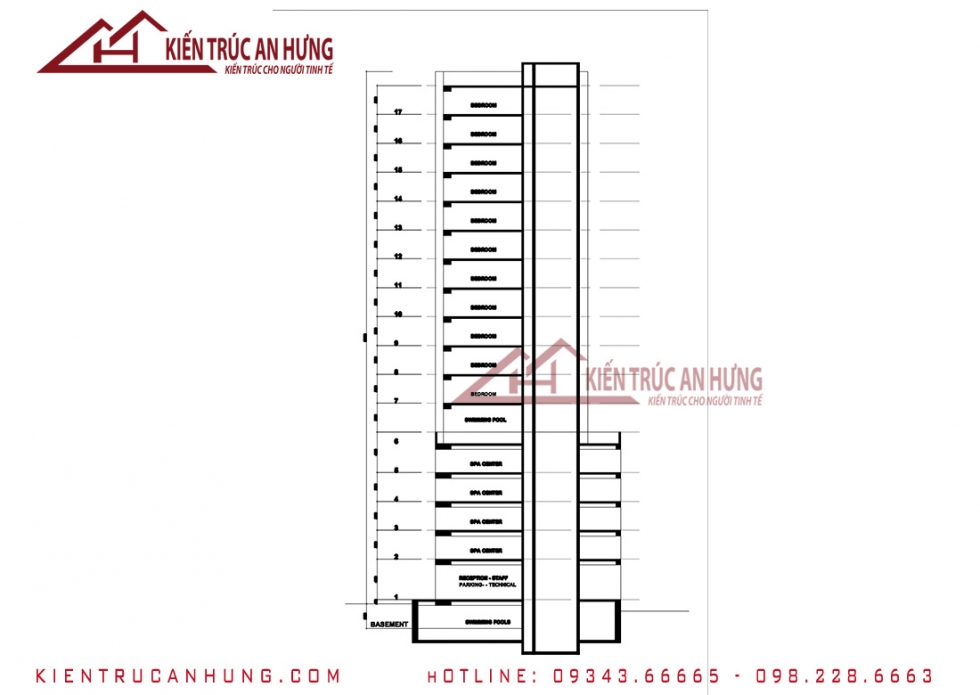 KIẾN TRÚC AN HƯNG
KIẾN TRÚC CHO NGƯỜI TINH TẾ
BEDROOM
17
BEDROOM
16
BEDROOM
15
BEDROOM
14
BEDROOM
13
BEDROOM
12
BEDROOM
11
BEDROOM
10
BEDROOM
9
BEDROOM
8
KIẾN TRÚC AN HƯNG
BEDROOM
KIẾN TRÚC CHO NGƯỜI TINH TẾ
7
SWIMMING POOL
6
SPA CENTER
5
SPA CENTER
4
SPA CENTER
3
SPA CENTER
2
RECEPTION - STAFF
PARKING- - TECHNICAL
1
BASEMENT SWIMMING POOLS
KIENTRUCANHUNG.COM HOTLINE: 09343.66665 - 098.228.6663